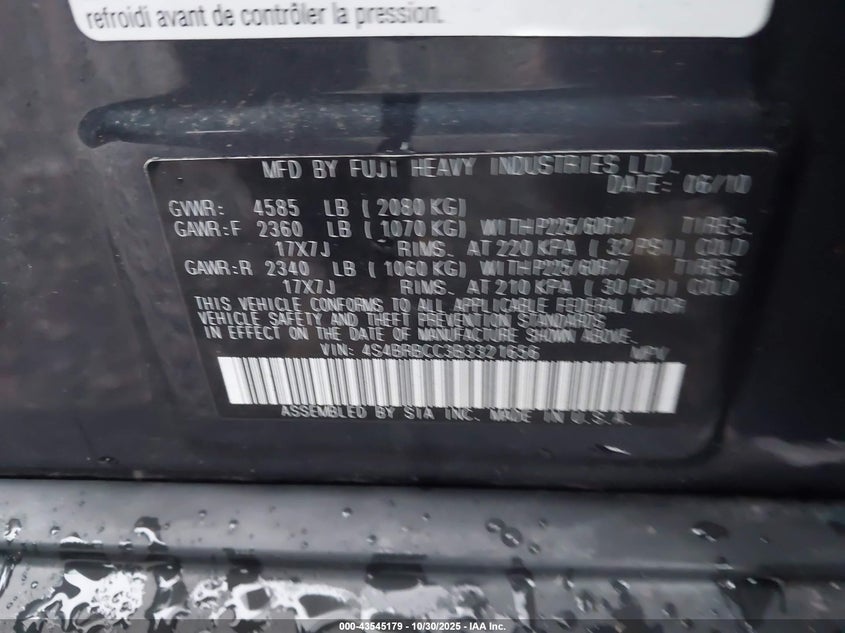 refroidi avant de contrôler la pression.
MFD BY FUJI HEAVY INDUSTRIES LTD.
DATE: 06/10
GVWR: 4585 LB (2080 KG)
GAWR:F 2360 LB (1070 KG) WITH P225/60R17 TIRES.
17X7J RIMS. AT 220 KPA (32 PSI) COLD
GAWR:R 2340 LB (1060 KG) WITH P225/60R17 TIRES.
17X7J RIMS. AT 210 KPA (30 PSI) COLD
THIS VEHICLE CONFORMS TO ALL APPLICABLE FEDERAL MOTOR
VEHICLE SAFETY AND THEFT PREVENTION STANDARDS
IN EFFECT ON THE DATE OF MANUFACTURE SHOWN ABOVE.
VIN: 4S4BRBCC3B3321656 MPV
ASSEMBLED BY SIA INC. MADE IN U.S.A.
000-43545179 - 10/30/2025 - IAA Inc.